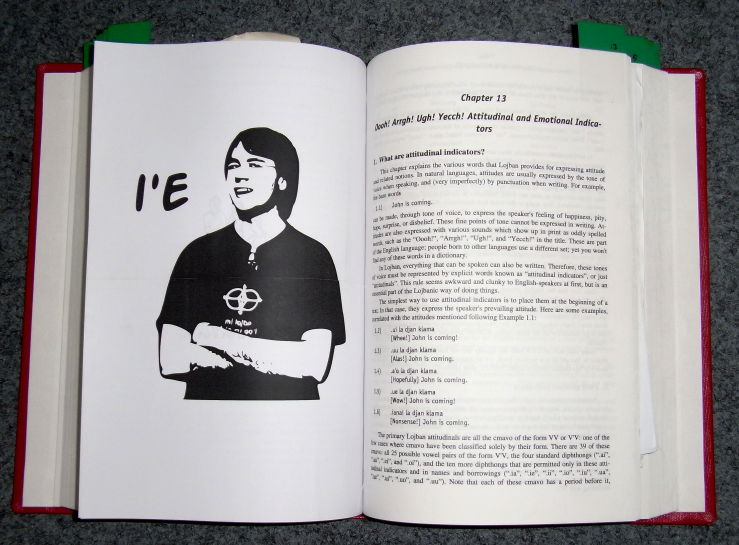 I'E
Chapter 13
Oooh! Arrgh! Ugh! Yecch! Attitudinal and Emotional Indica-
tors
1. What are attitudinal indicators?
This chapter explains the various words that Lojban provides for expressing attitude
and related notions. In natural languages, attitudes are usually expressed by the tone of
voice when speaking, and (very imperfectly) by punctuation when writing. For example,
the bare words
1.1) John is coming.
can be made, through tone of voice, to express the speaker's feeling of happiness, pity,
hope, surprise, or disbelief. These fine points of tone cannot be expressed in writing. At-
titudes are also expressed with various sounds which show up in print as oddly spelled
words, such as the "Oooh!", "Arrgh!", "Ugh!", and "Yecch!" in the title. These are part
of the English language; people born to other languages use a different set; yet you won't
find any of these words in a dictionary.
In Lojban, everything that can be spoken can also be written. Therefore, these tones
of voice must be represented by explicit words known as "attitudinal indicators", or just
"attitudinals". This rule seems awkward and clunky to English-speakers at first, but is an
essential part of the Lojbanic way of doing things.
The simplest way to use attitudinal indicators is to place them at the beginning of a
text. In that case, they express the speaker's prevailing attitude. Here are some examples,
correlated with the attitudes mentioned following Example 1.1:
1.2) .ui la djan klama
[Whee!] John is coming!
1.3) .uu la djan klama
[Alas!] John is coming.
1.4) .a'o la djan klama
[Hopefully] John is coming.
1.5) .ue la djan klama
[Wow!] John is coming!
1.6) .ianai la djan klama
[Nonsense!] John is coming.
The primary Lojban attitudinals are all the cmavo of the form VV or V'V: one of the
few cases where cmavo have been classified solely by their form. There are 39 of these
cmavo: all 25 possible vowel pairs of the form V'V, the four standard diphthongs (".ai",
".au", ".ei", and ".oi"), and the ten more diphthongs that are permitted only in these atti-
tudinal indicators and in names and borrowings (".ia", ".ie", ".ii", ".io", ".iu", ".ua",
".ue", ".ui", ".uo", and ".uu"). Note that each of these cmavo has a period before it,